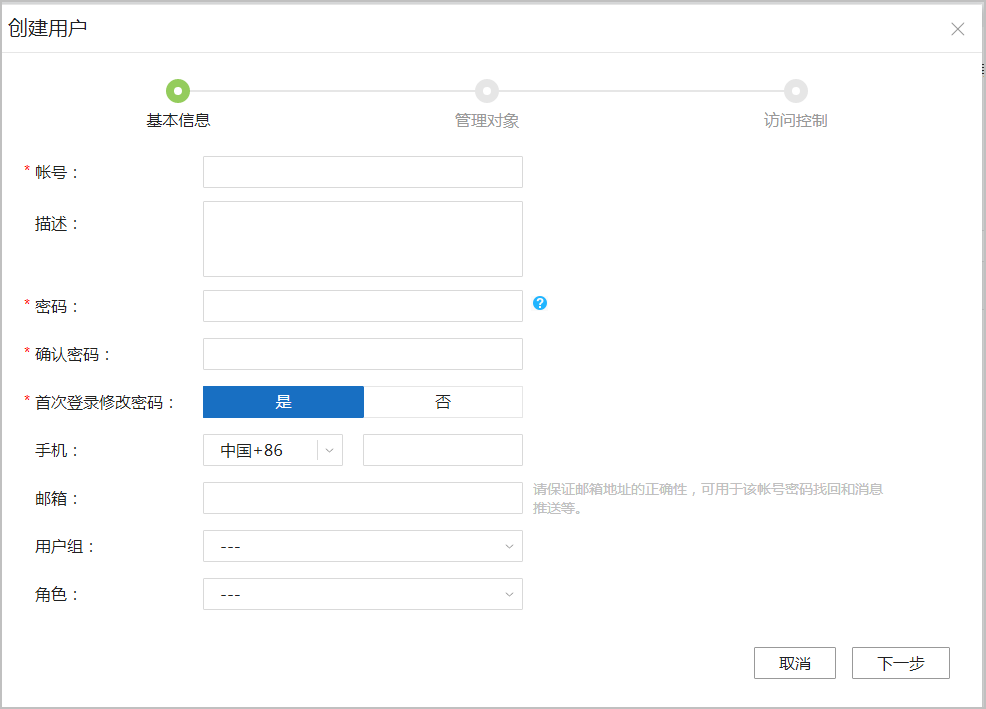 创建用户
基本信息
管理对象
访问控制
* 帐号：
描述：
* 密码：
?
* 确认密码：
* 首次登录修改密码： 是 否
手机： 中国+86
邮箱： 请保证邮箱地址的正确性，可用于该帐号密码找回和消息
推送等。
用户组： ---
角色： ---
取消 下一步